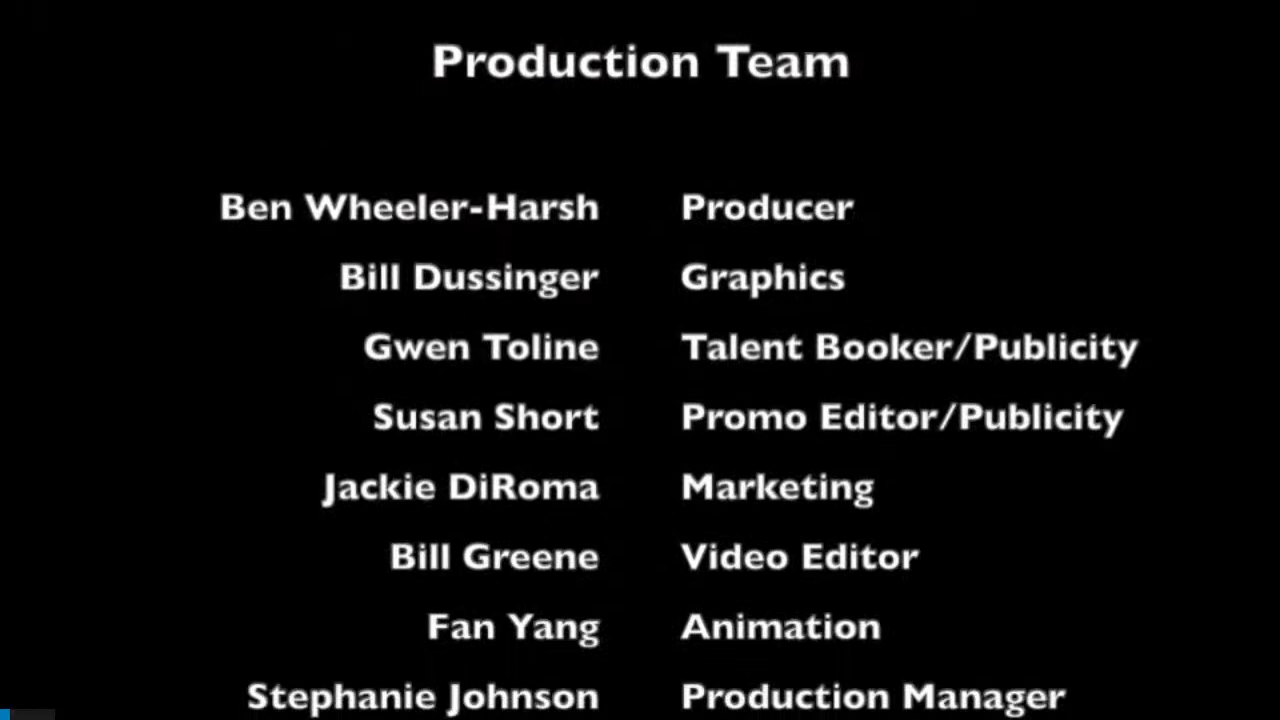 Production Team
Ben Wheeler-Harsh Producer
Bill Dussinger Graphics
Gwen Toline Talent Booker/Publicity
Susan Short Promo Editor/Publicity
Jackie DiRoma Marketing
Bill Greene Video Editor
Fan Yang Animation
Stephanie Johnson Production Manager